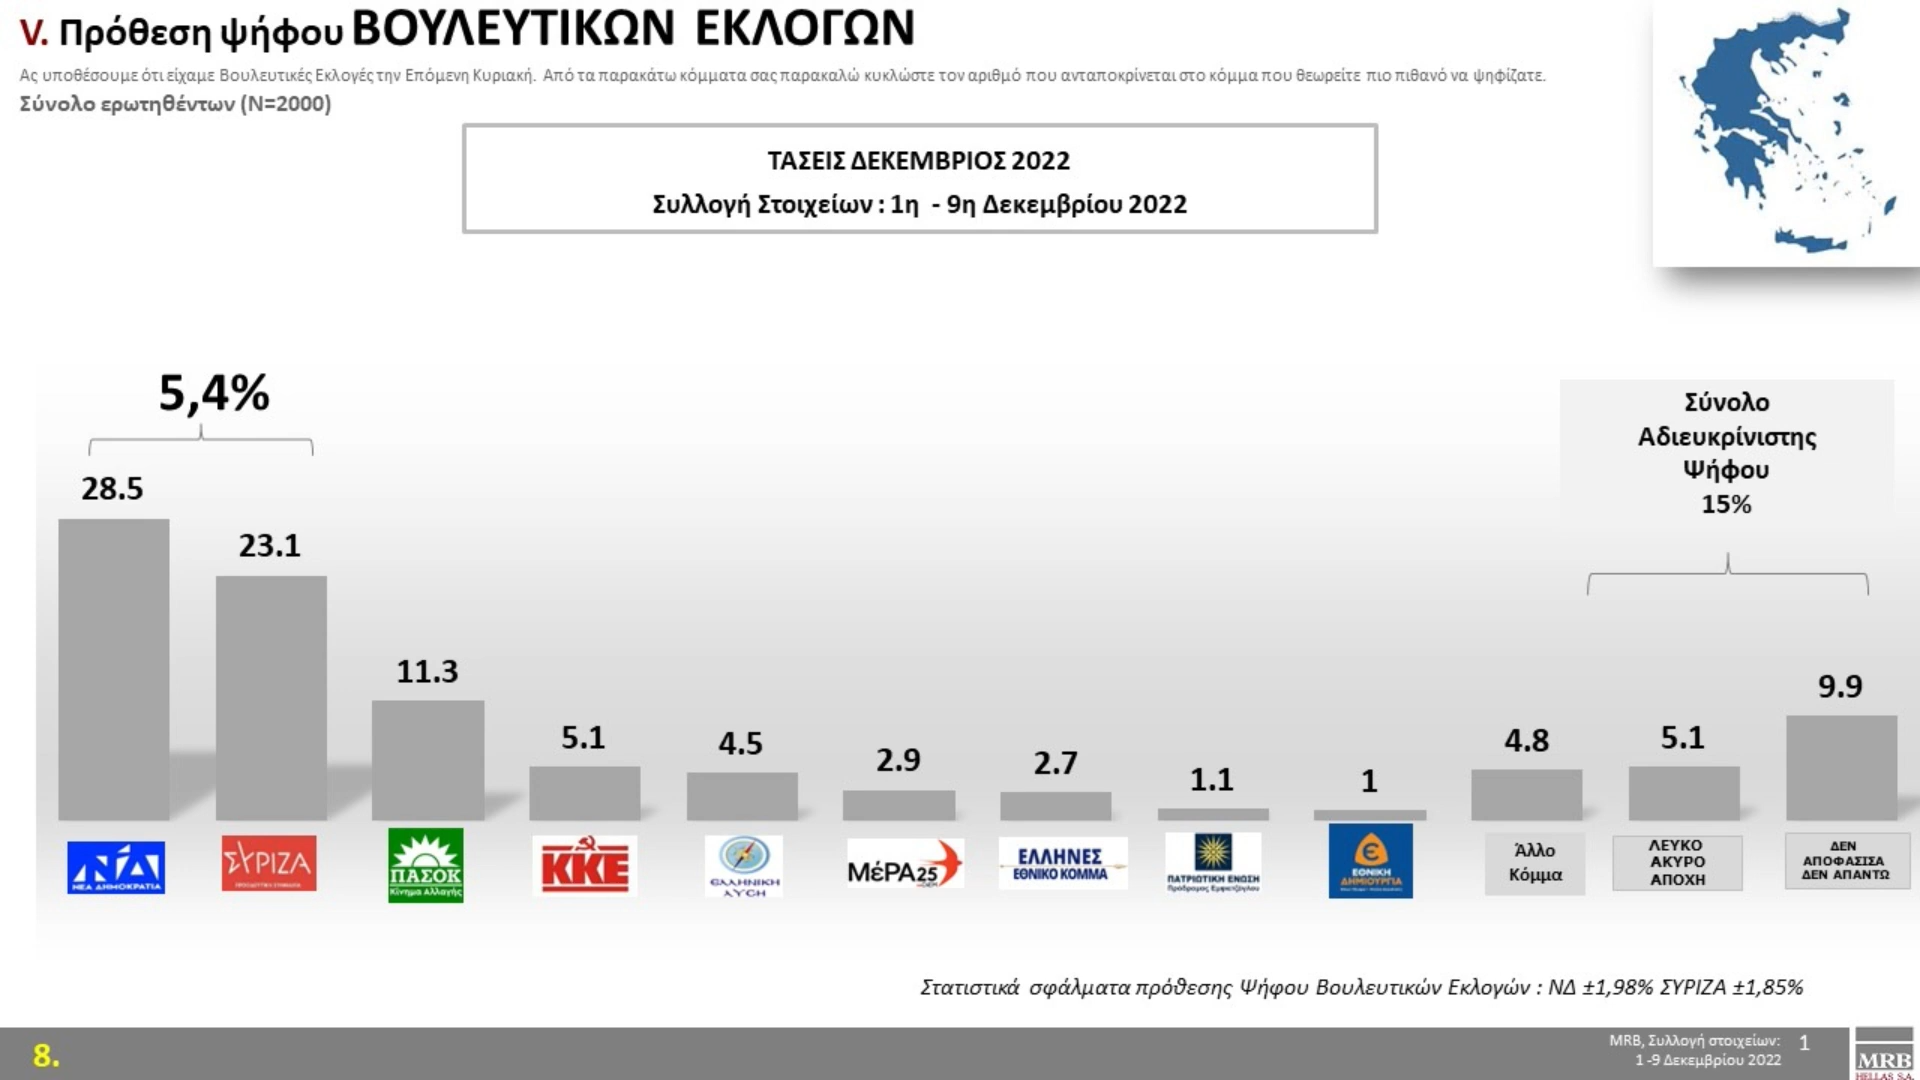 V. Πρόθεση ψήφου ΒΟΥΛΕΥΤΙΚΩΝ ΕΚΛΟΓΩΝ
Ας υποθέσουμε ότι είχαμε Βουλευτικές Εκλογές την Επόμενη Κυριακή. Από τα παρακάτω κόμματα σας παρακαλώ κυκλώστε τον αριθμό που ανταποκρίνεται στο κόμμα που θεωρείτε πιο πιθανό να ψηφίζατε.
Σύνολο ερωτηθέντων (N=2000)
ΤΑΣΕΙΣ ΔΕΚΕΜΒΡΙΟΣ 2022
Συλλογή Στοιχείων : 1η - 9η Δεκεμβρίου 2022
5,4%
Σύνολο
Αδιευκρίνιστης
Ψήφου
15%
28.5
23.1
11.3
5.1
4.5
2.9
2.7
1.1
1
4.8
5.1
9.9
ΝΔ
ΝΕΑ ΔΗΜΟΚΡΑΤΙΑ
ΣΥΡΙΖΑ
ΠΡΟΟΔΕΥΤΙΚΗ ΣΥΜΜΑΧΙΑ
ΠΑΣΟΚ
Κίνημα Αλλαγής
ΚΚΕ
ΕΛΛΗΝΙΚΗ
ΛΥΣΗ
ΜέΡΑ25
ΕΛΛΗΝΕΣ
ΕΘΝΙΚΟ ΚΟΜΜΑ
ΠΑΤΡΙΩΤΙΚΗ ΕΝΩΣΗ
Πρόδρομος Εμφιετζόγλου
ΕΘΝΙΚΗ
ΔΗΜΙΟΥΡΓΙΑ
Άλλο
Κόμμα
ΛΕΥΚΟ
ΑΚΥΡΟ
ΑΠΟΧΗ
ΔΕΝ
ΑΠΟΦΑΣΙΣΑ
ΔΕΝ ΑΠΑΝΤΩ
Στατιστικά σφάλματα πρόθεσης Ψήφου Βουλευτικών Εκλογών : ΝΔ ±1,98% ΣΥΡΙΖΑ ±1,85%
8.
MRB, Συλλογή στοιχείων:
1 -9 Δεκεμβρίου 2022
1
MRB
HELLAS S.A.